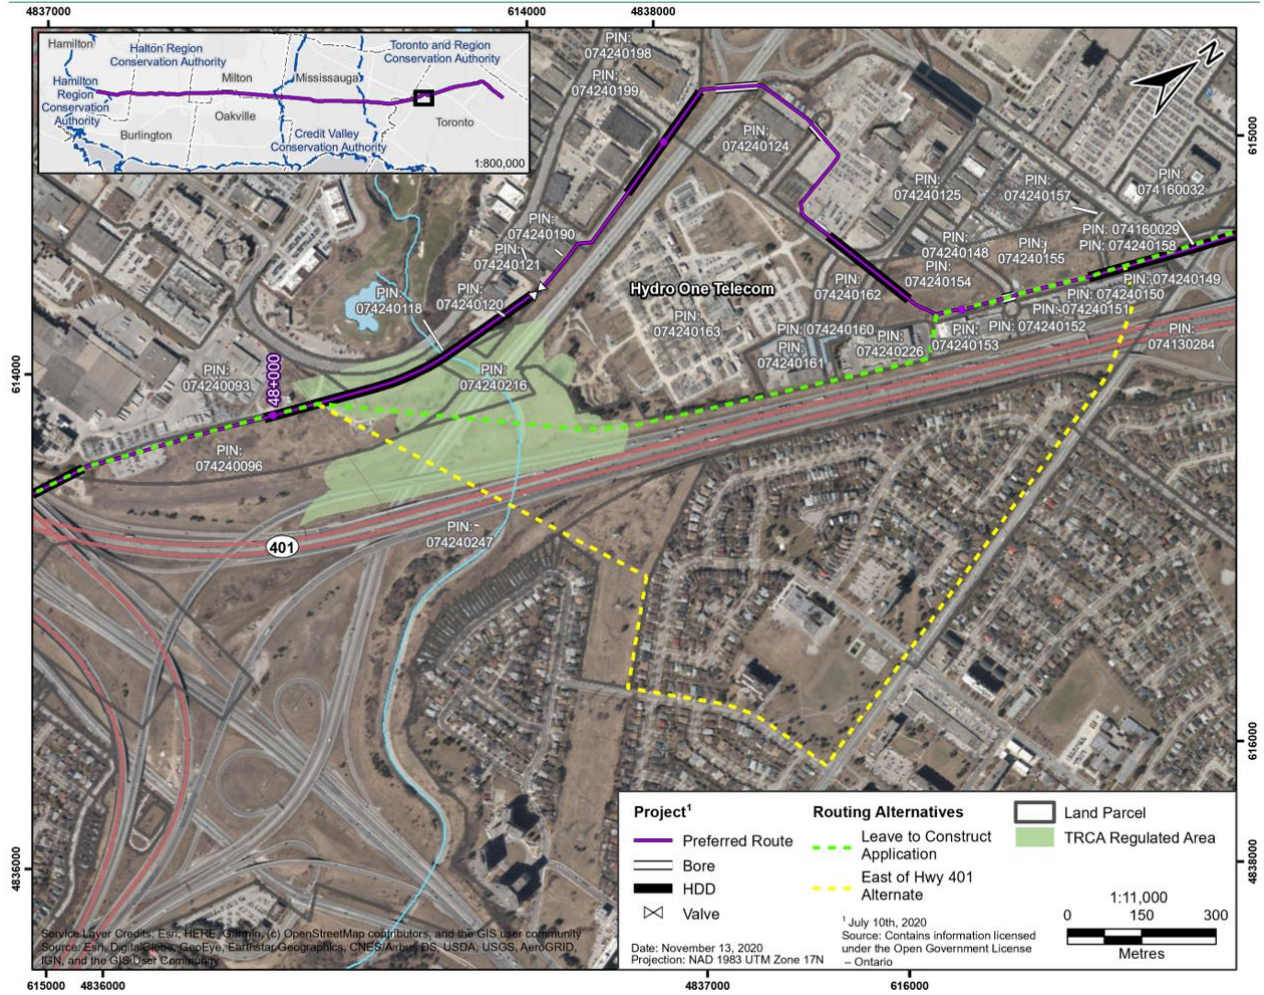 4837000
614000
4838000
Hamilton
Halton Region
Conservation Authority
Toronto and Region
Conservation Authority
Hamilton
Region
Conservation
Authority
Milton
Mississauga
Oakville
Toronto
Burlington
Credit Valley
Conservation Authority
1:800,000
N
PIN:
074240198
PIN:
074240199
PIN:
074240124
615000
PIN:
074240125
PIN:
074240157
PIN:
074160032
PIN:
074240190
PIN:
074240121
PIN:
074240148
PIN:
074240155
PIN:
074160029
PIN: 074240158
PIN:
074240154
PIN:
074240118
PIN:
074240120
Hydro One Telecom
PIN:
074240162
PIN:074240149
PIN: 074240150
PIN:074240151
PIN:
074240163
PIN: 074240160
PIN:
074240161
PIN:
074240226
PIN:
074240153
PIN: 074240152
PIN:
074130284
614000
PIN:
074240093
48+000
PIN:
074240216
PIN:
074240096
401
PIN:
074240247
616000
4836000
4838000
Project1
Preferred Route
Bore
HDD
Valve
Routing Alternatives
Leave to Construct
Application
East of Hwy 401
Alternate
Land Parcel
TRCA Regulated Area
1:11,000
0 150 300
Metres
1 July 10th, 2020
Source: Contains information licensed
under the Open Government License
– Ontario
Date: November 13, 2020
Projection: NAD 1983 UTM Zone 17N
Service Layer Credits: Esri, HERE, Garmin, (c) OpenStreetMap contributors, and the GIS user community
Source: Esri, DigitalGlobe, GeoEye, Earthstar Geographics, CNES/Airbus DS, USDA, USGS, AeroGRID,
IGN, and the GIS User Community
615000
4836000
4837000
616000